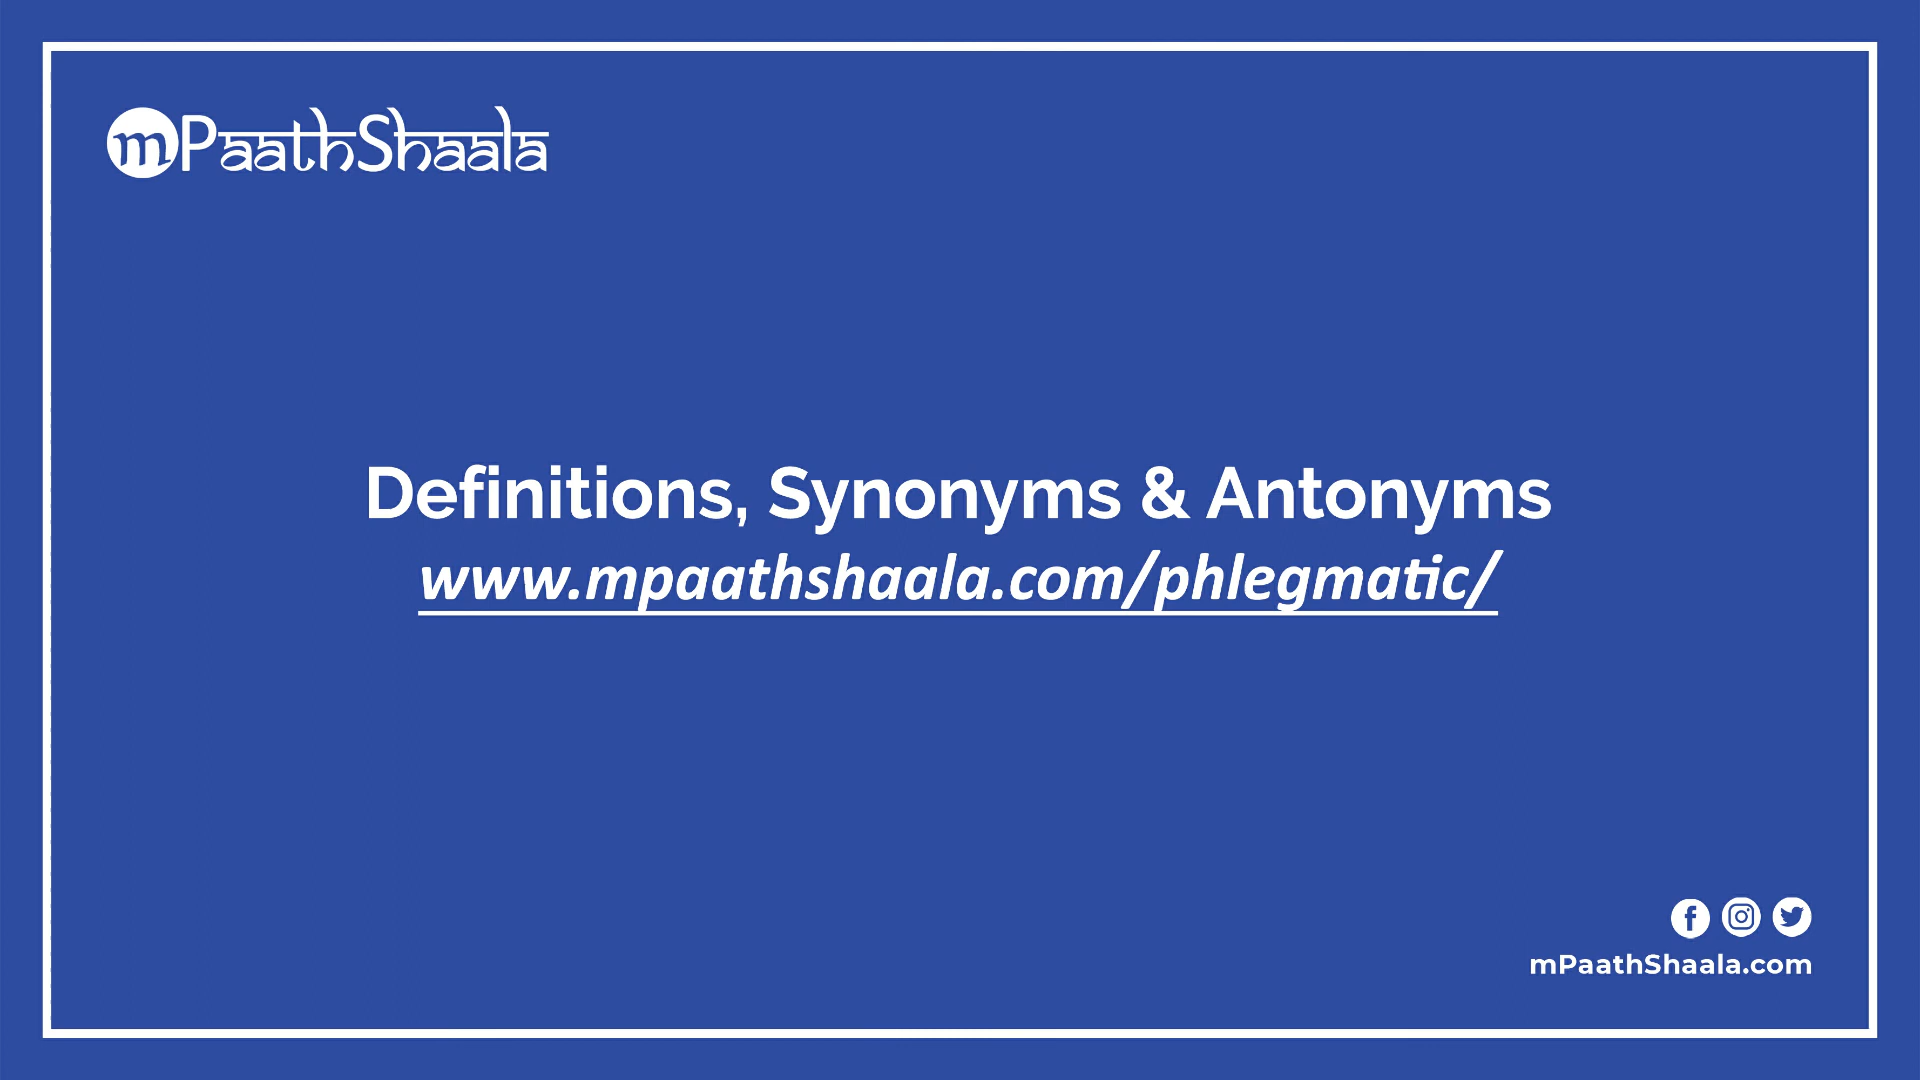 mPaathShaala
Definitions, Synonyms & Antonyms
www.mpaathshaala.com/phlegmatic/
mPaathShaala.com